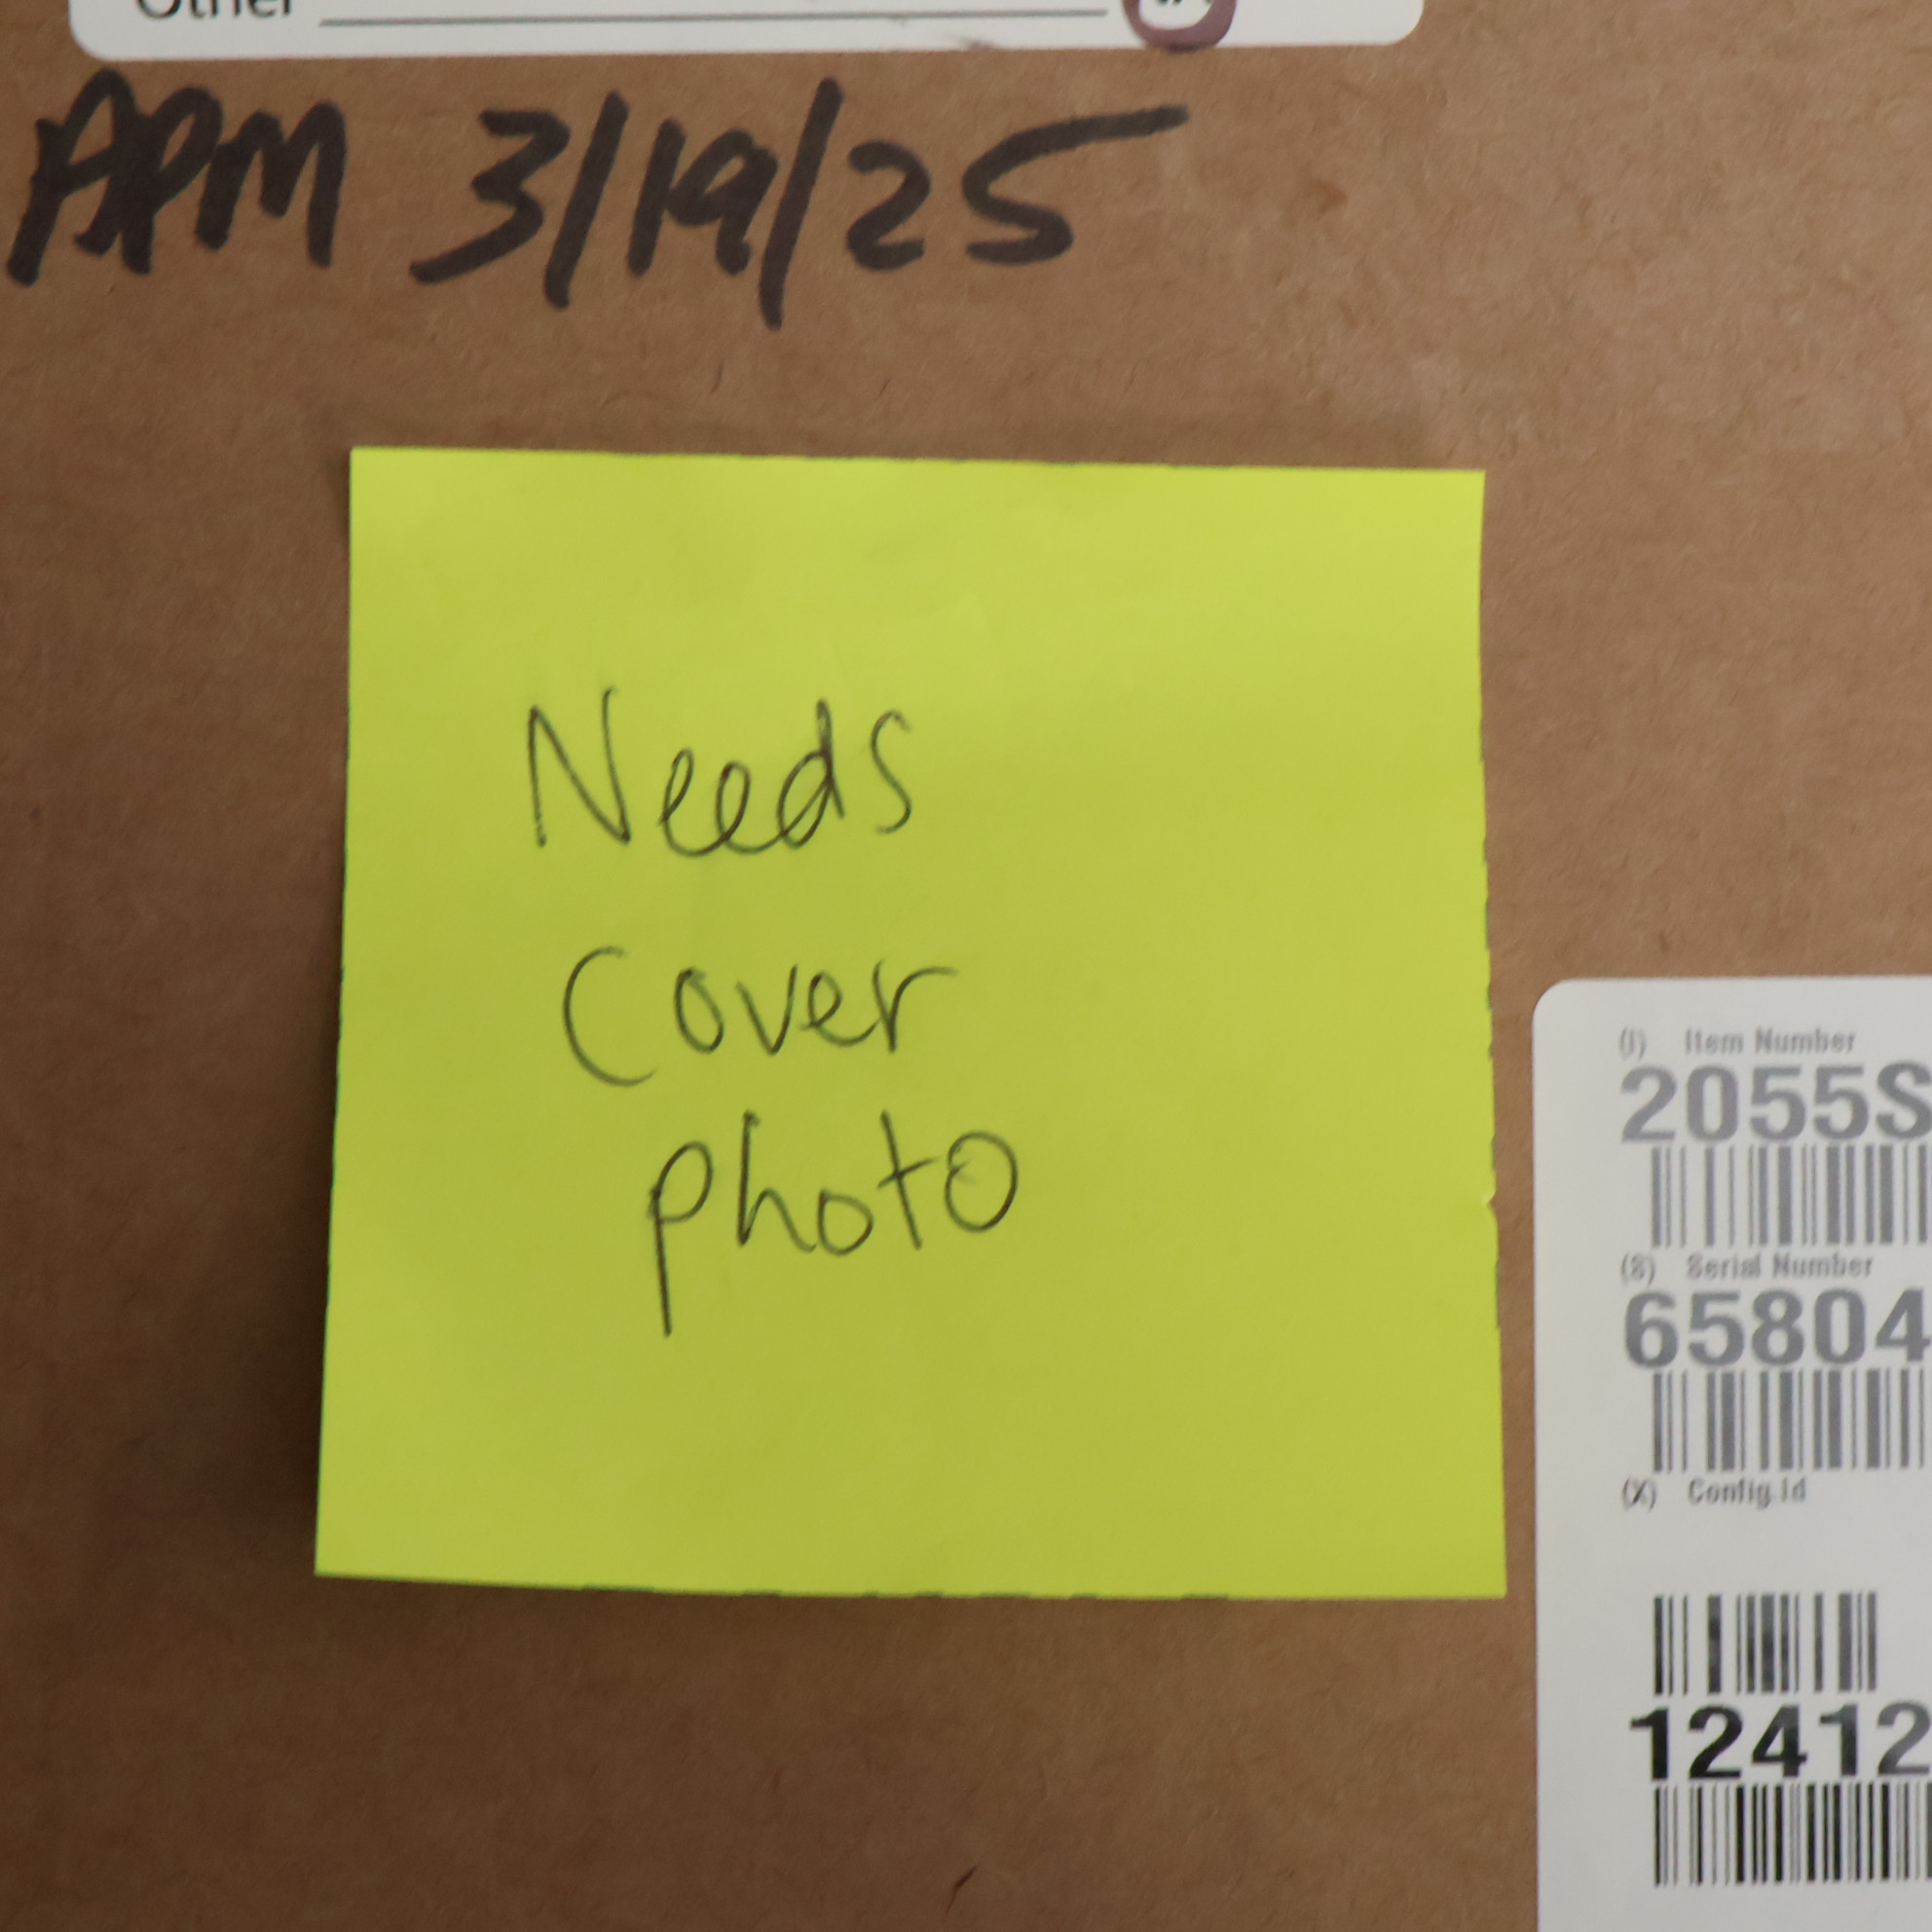 Other
APM 3/19/25
Needs
Cover
photo
(I) Item Number
2055S
(S) Serial Number
65804
(X) Config.Id
12412